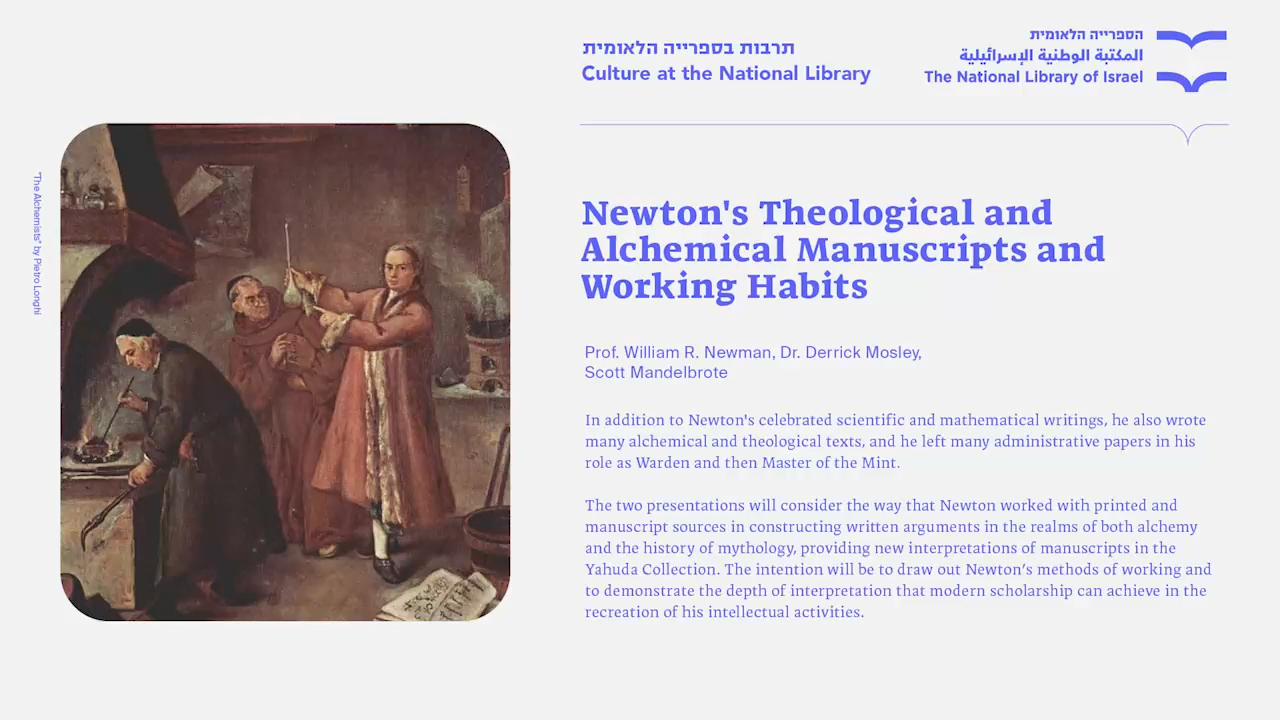 תרבות בספרייה הלאומית
Culture at the National Library
הספרייה הלאומית
المكتبة الوطنية الإسرائيلية
The National Library of Israel
"The Alchemists" by Pietro Longhi
Newton's Theological and
Alchemical Manuscripts and
Working Habits
Prof. William R. Newman, Dr. Derrick Mosley,
Scott Mandelbrote
In addition to Newton's celebrated scientific and mathematical writings, he also wrote
many alchemical and theological texts, and he left many administrative papers in his
role as Warden and then Master of the Mint.
The two presentations will consider the way that Newton worked with printed and
manuscript sources in constructing written arguments in the realms of both alchemy
and the history of mythology, providing new interpretations of manuscripts in the
Yahuda Collection. The intention will be to draw out Newton’s methods of working and
to demonstrate the depth of interpretation that modern scholarship can achieve in the
recreation of his intellectual activities.